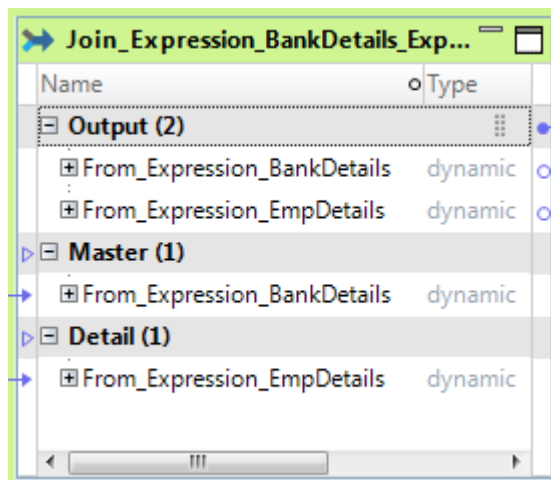 Join_Expression_BankDetails_Exp...
Name Type
Output (2)
From_Expression_BankDetails dynamic
From_Expression_EmpDetails dynamic
Master (1)
From_Expression_BankDetails dynamic
Detail (1)
From_Expression_EmpDetails dynamic